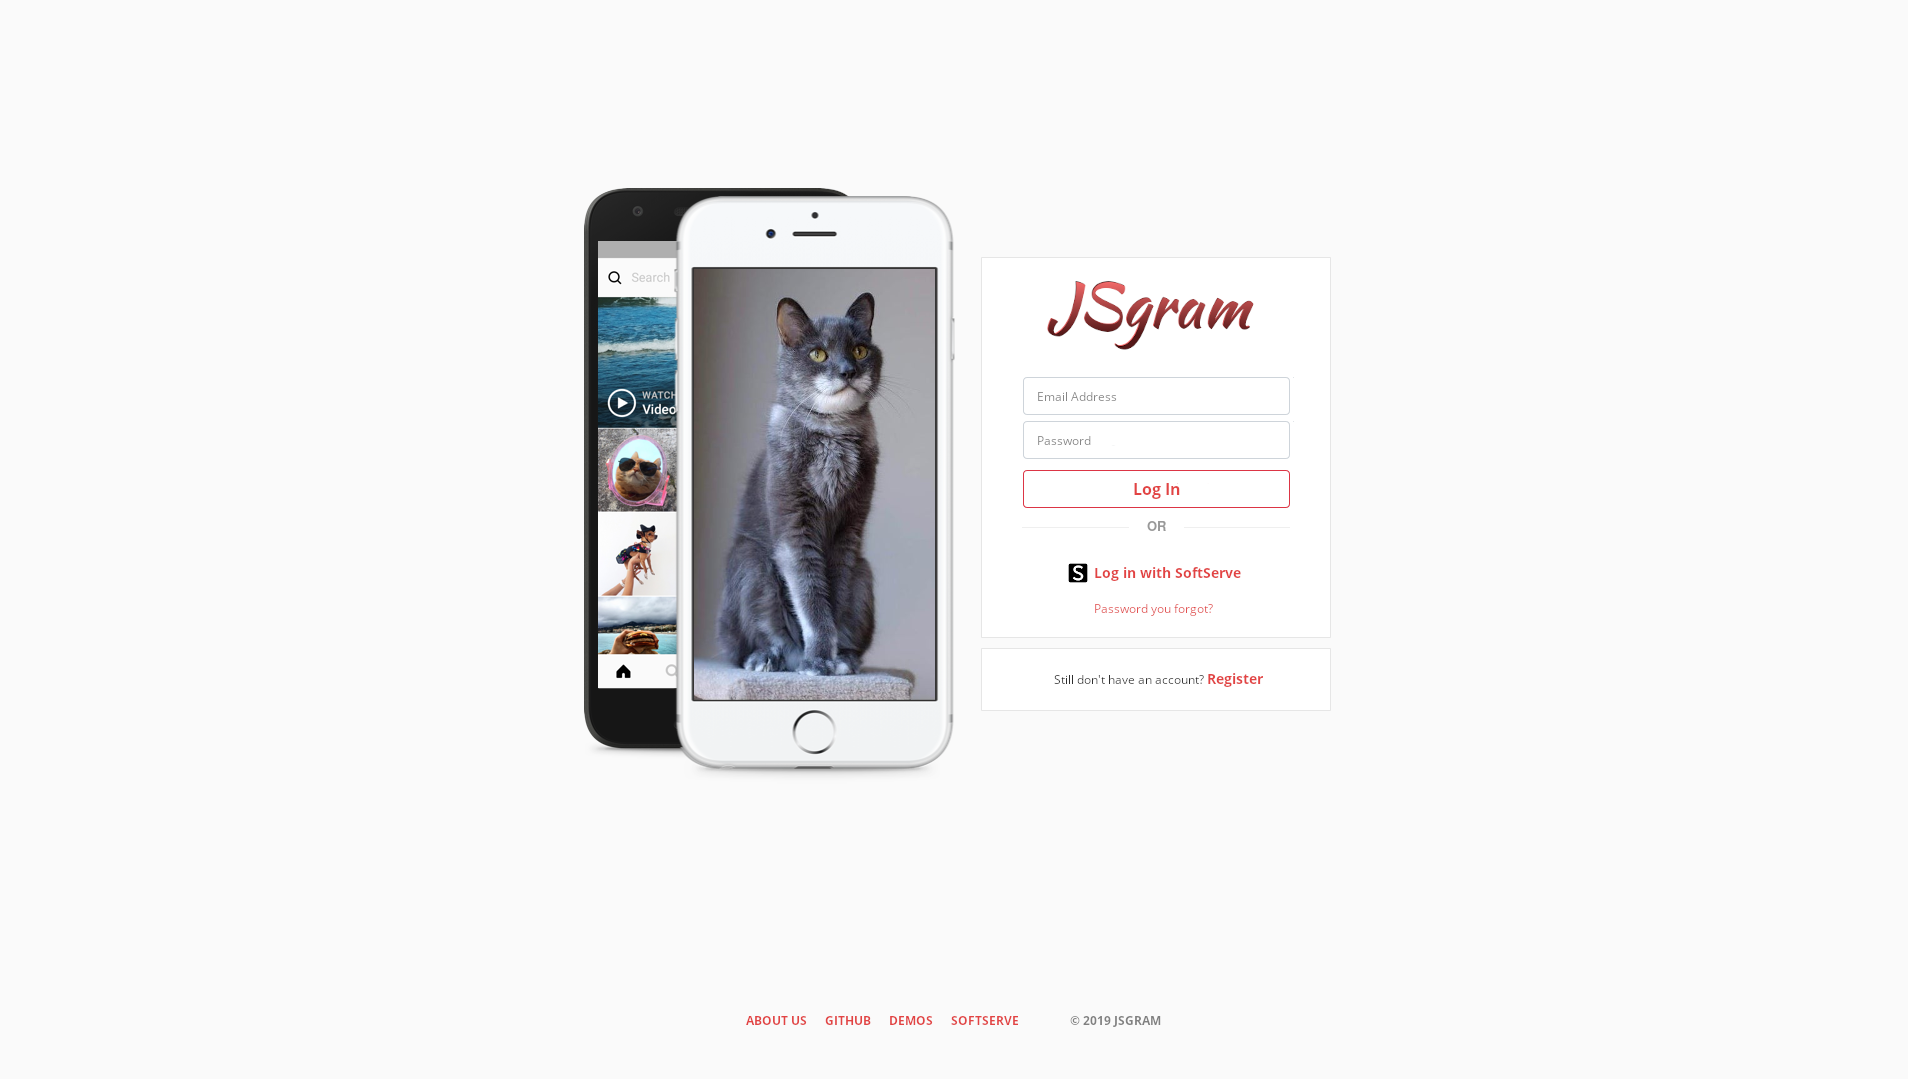 Search
WATCH
Video
JSgram
Email Address
Password
Log In
OR
S Log in with SoftServe
Password you forgot?
Still don't have an account? Register
ABOUT US GITHUB DEMOS SOFTSERVE © 2019 JSGRAM